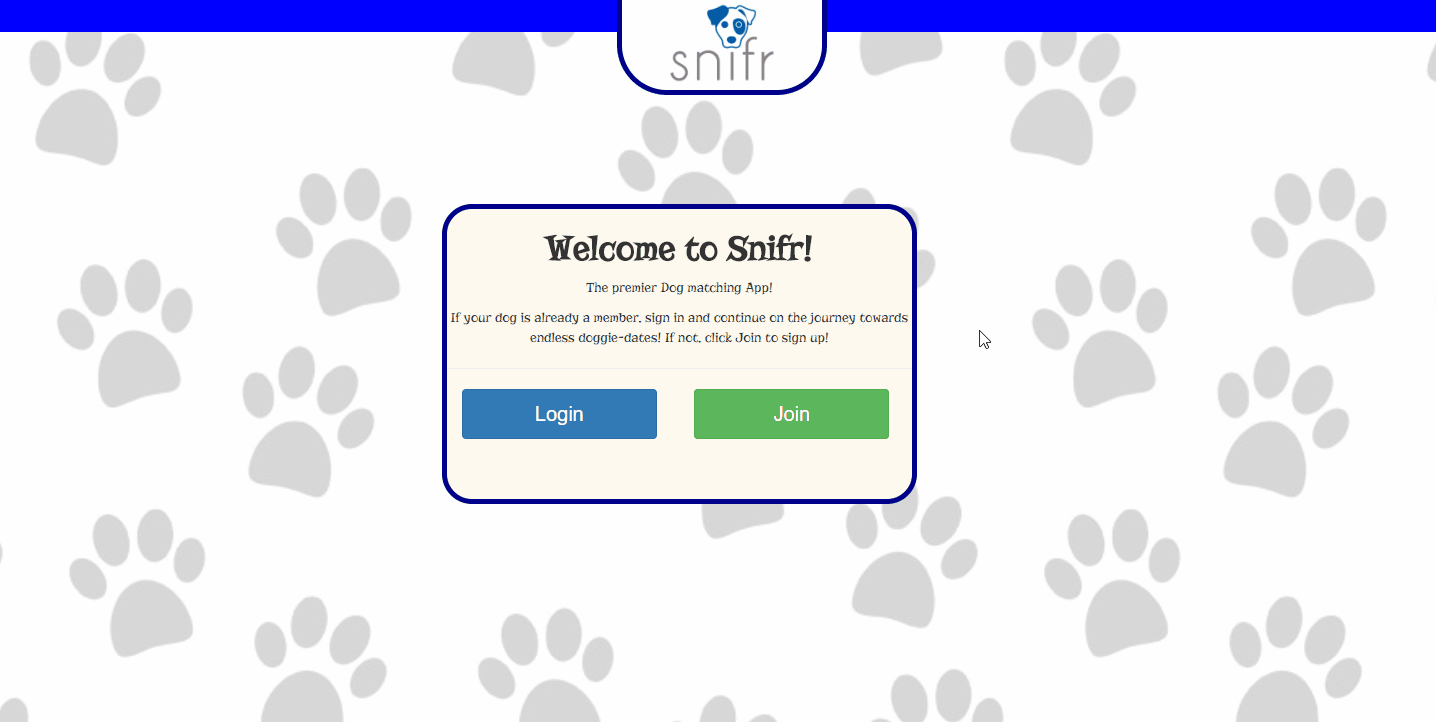 snifr
Welcome to Snifr!
The premier Dog matching App!
If your dog is already a member, sign in and continue on the journey towards
endless doggie-dates! If not, click Join to sign up!
Login
Join